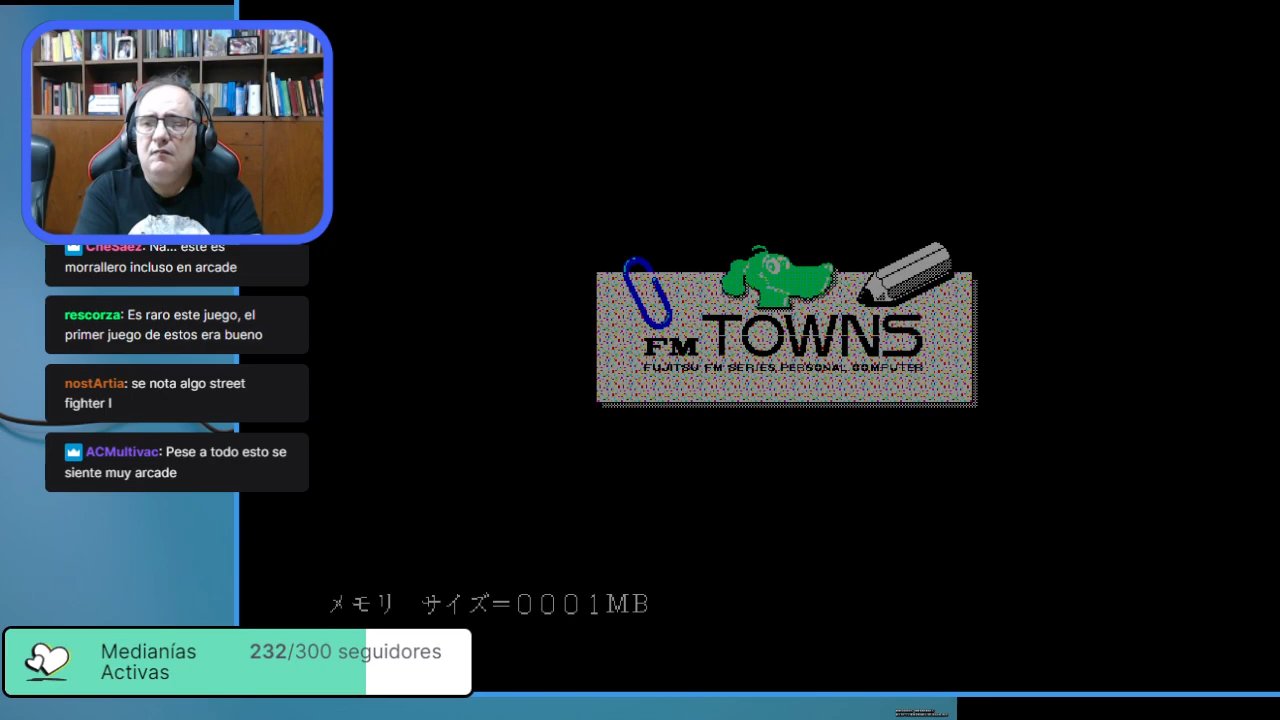 CheSaez: Na... este es
morrallero incluso en arcade
rescorza: Es raro este juego, el
primer juego de estos era bueno
nostArtia: se nota algo street
fighter I
ACMultivac: Pese a todo esto se
siente muy arcade
FM TOWNS
FUJITSU FM SERIES PERSONAL COMPUTER
メモリ サイズ=0001MB
Medianías 232/300 seguidores
Activas